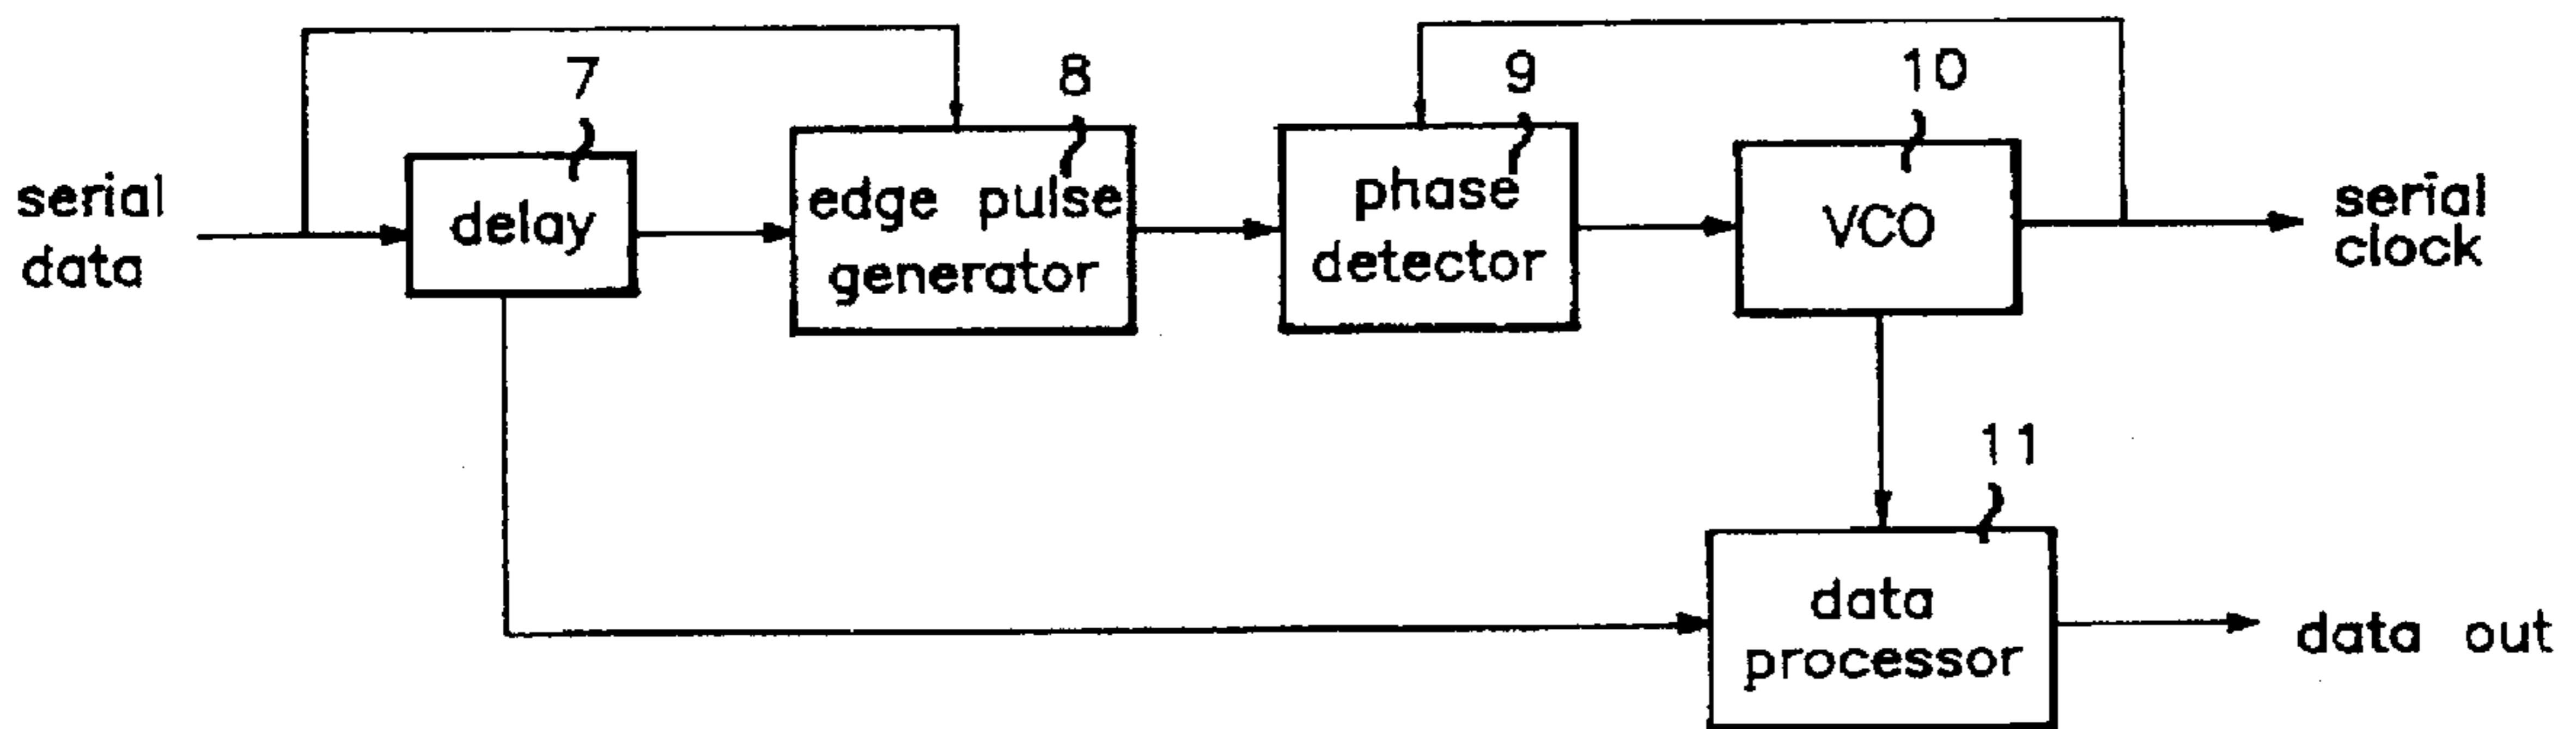 7
8
9
10
serial
data
delay
edge pulse
generator
phase
detector
VCO
serial
clock
11
data
processor
data out